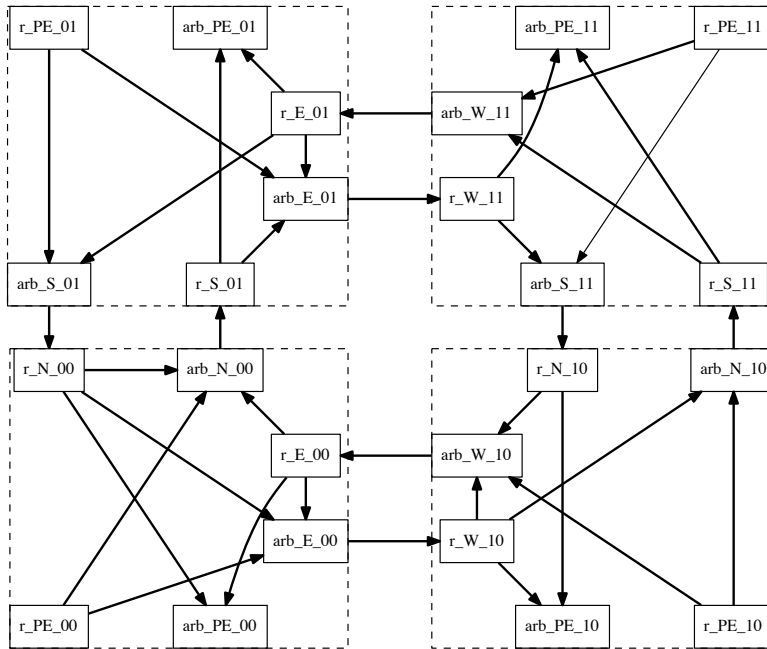 r_PE_01
arb_PE_01
r_PE_11
arb_PE_11
r_E_01
arb_W_11
arb_E_01
r_W_11
arb_S_01
r_S_01
arb_S_11
r_S_11
r_N_00
arb_N_00
r_N_10
arb_N_10
r_E_00
arb_W_10
arb_E_00
r_W_10
r_PE_00
arb_PE_00
arb_PE_10
r_PE_10